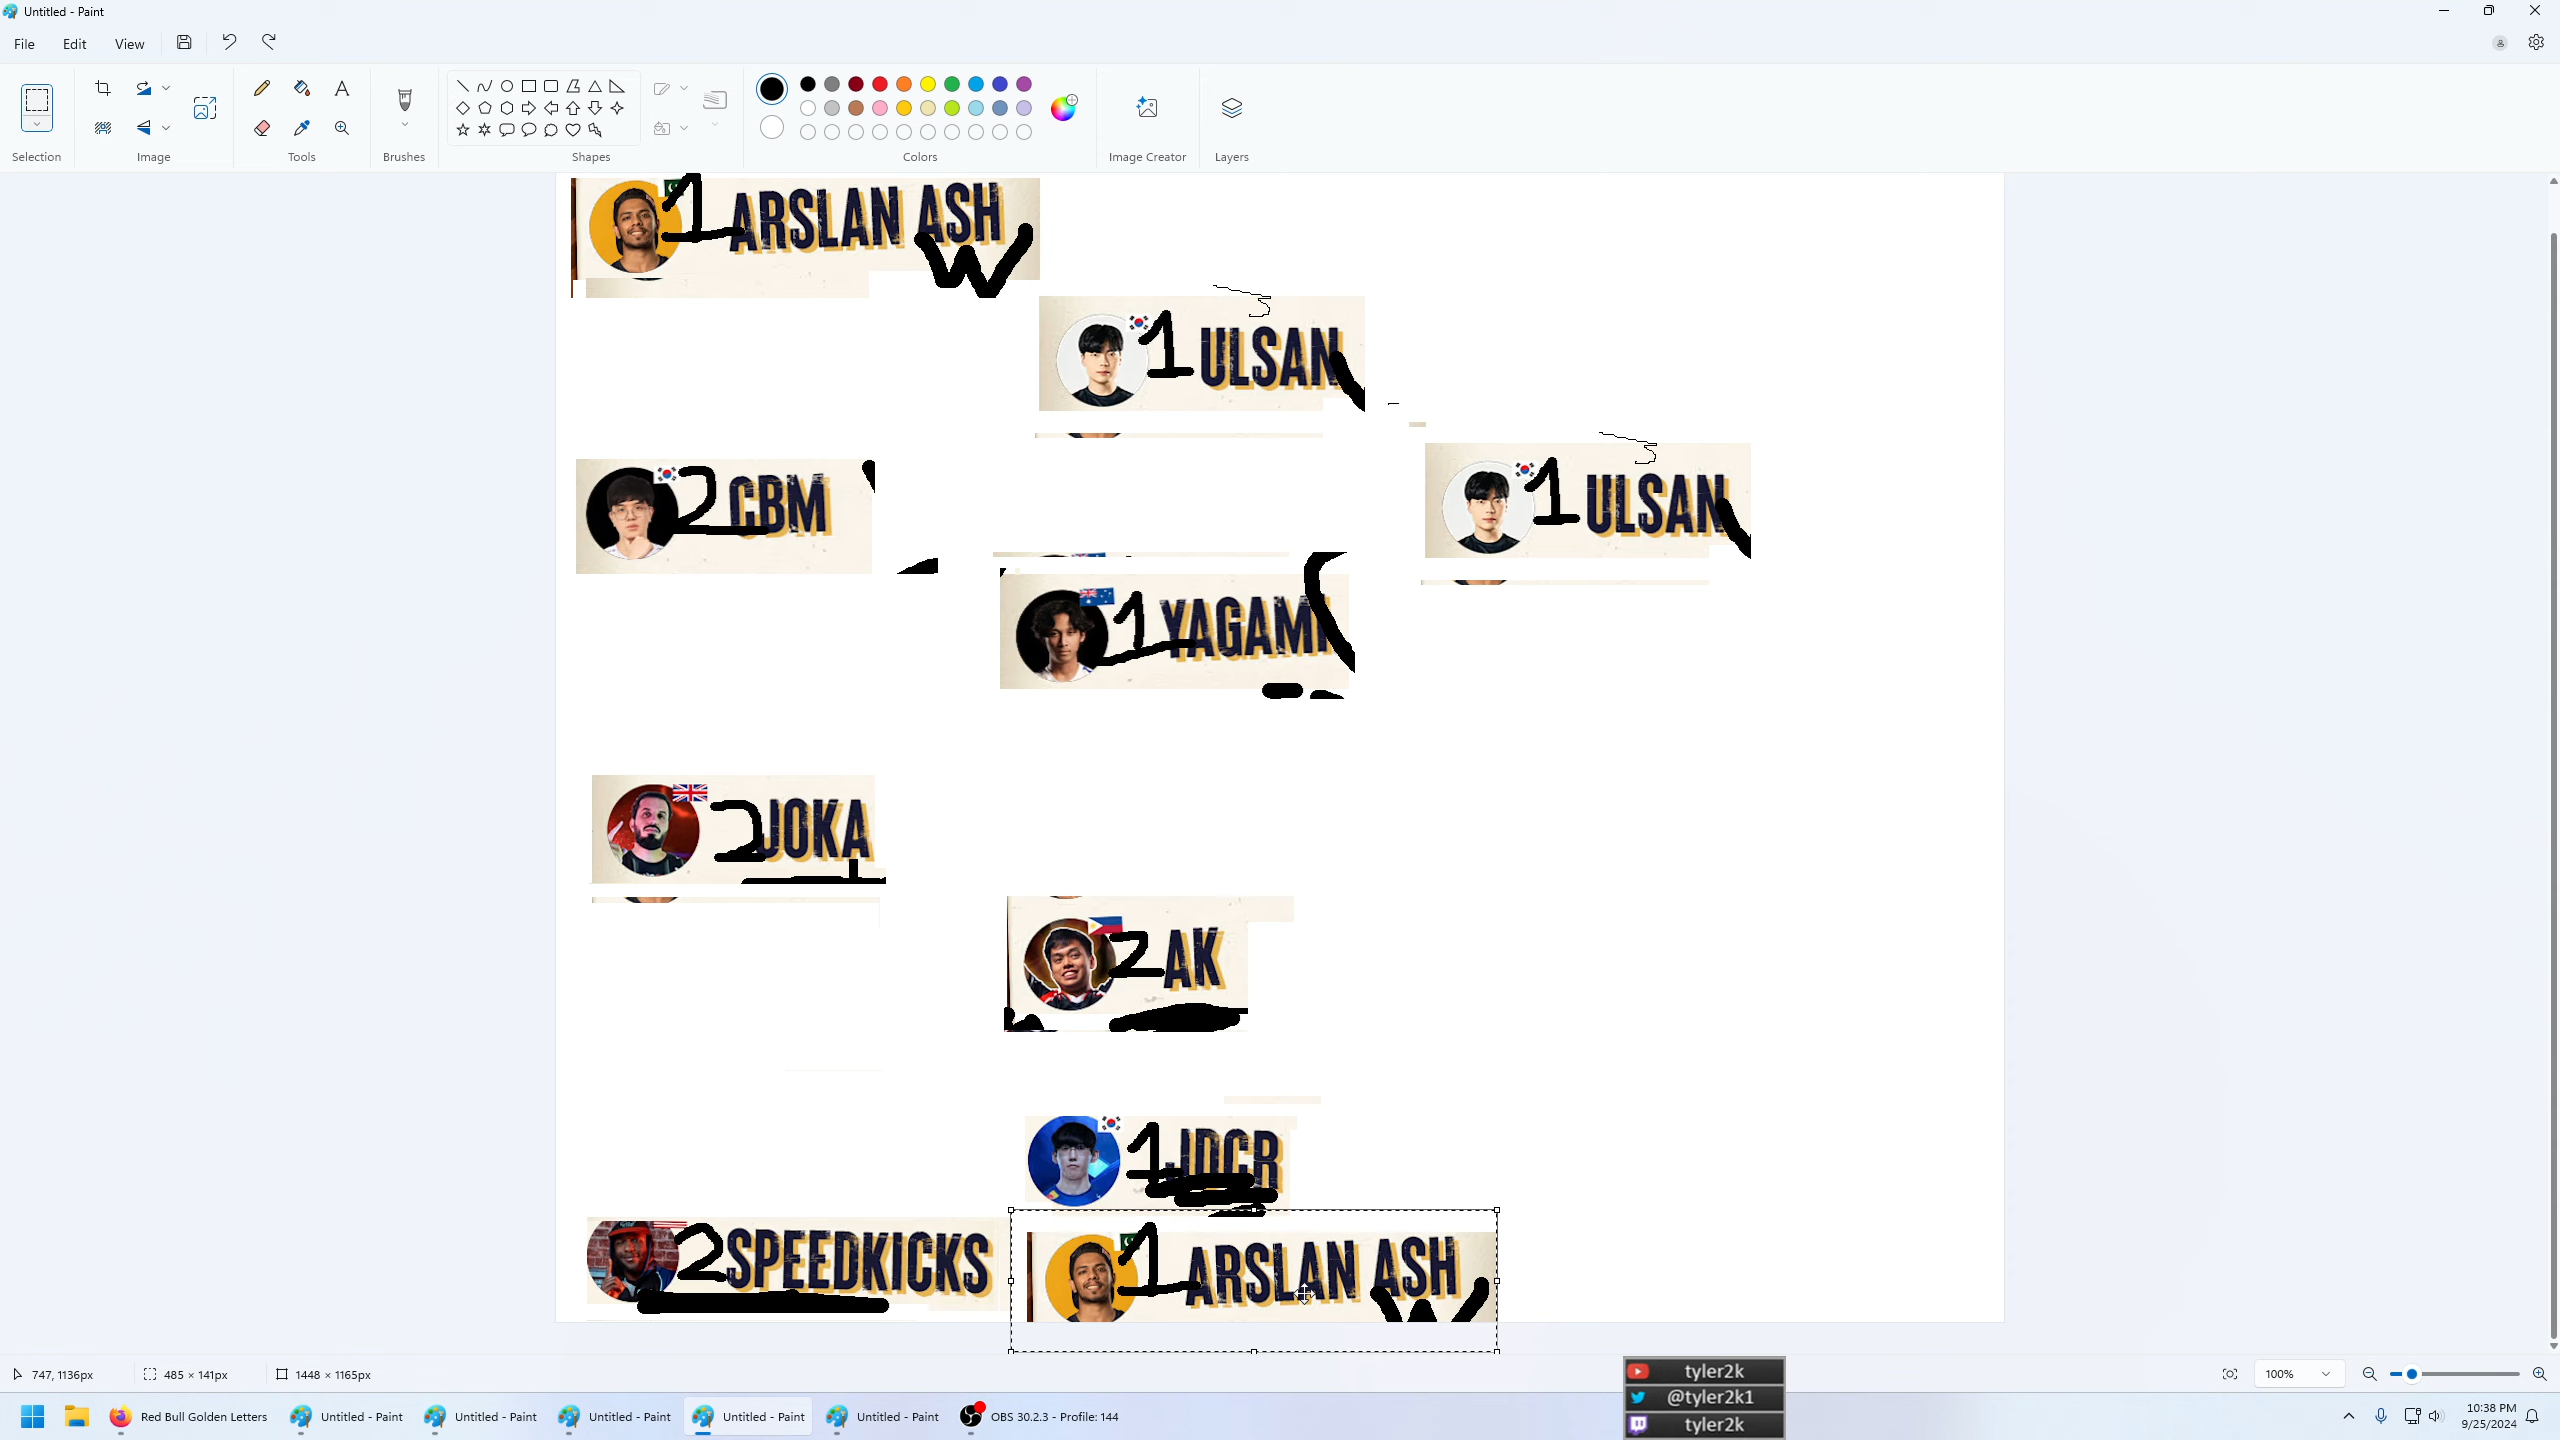 Untitled - Paint
File Edit View
Selection Image Tools Brushes Shapes Colors Image Creator Layers
1 ARSLAN ASH
W
1 ULSAN
2 CBM
1 ULSAN
1 YAGAMI
2 JOKA
2 AK
1 JDCR
2 SPEEDKICKS
1 ARSLAN ASH
W
747, 1136px 485 × 141px 1448 × 1165px 100%
tyler2k
@tyler2k1
tyler2k
Red Bull Golden Letters Untitled - Paint Untitled - Paint Untitled - Paint Untitled - Paint Untitled - Paint OBS 30.2.3 - Profile: 144
10:38 PM
9/25/2024